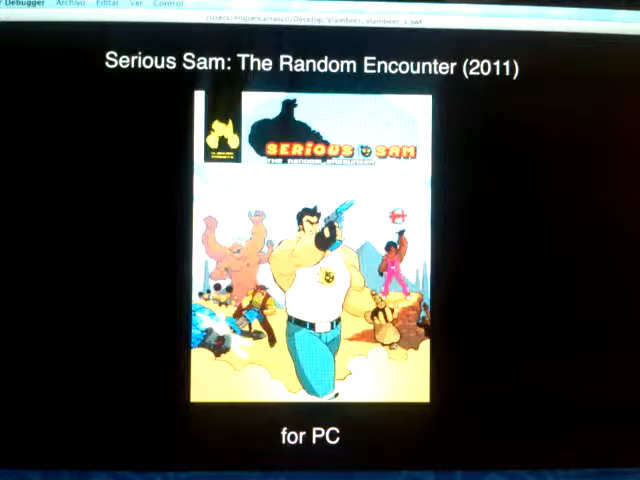 Debugger Archivo Editar Ver Control
Serious Sam: The Random Encounter (2011)
SERIOUS SAM
THE RANDOM ENCOUNTER
for PC